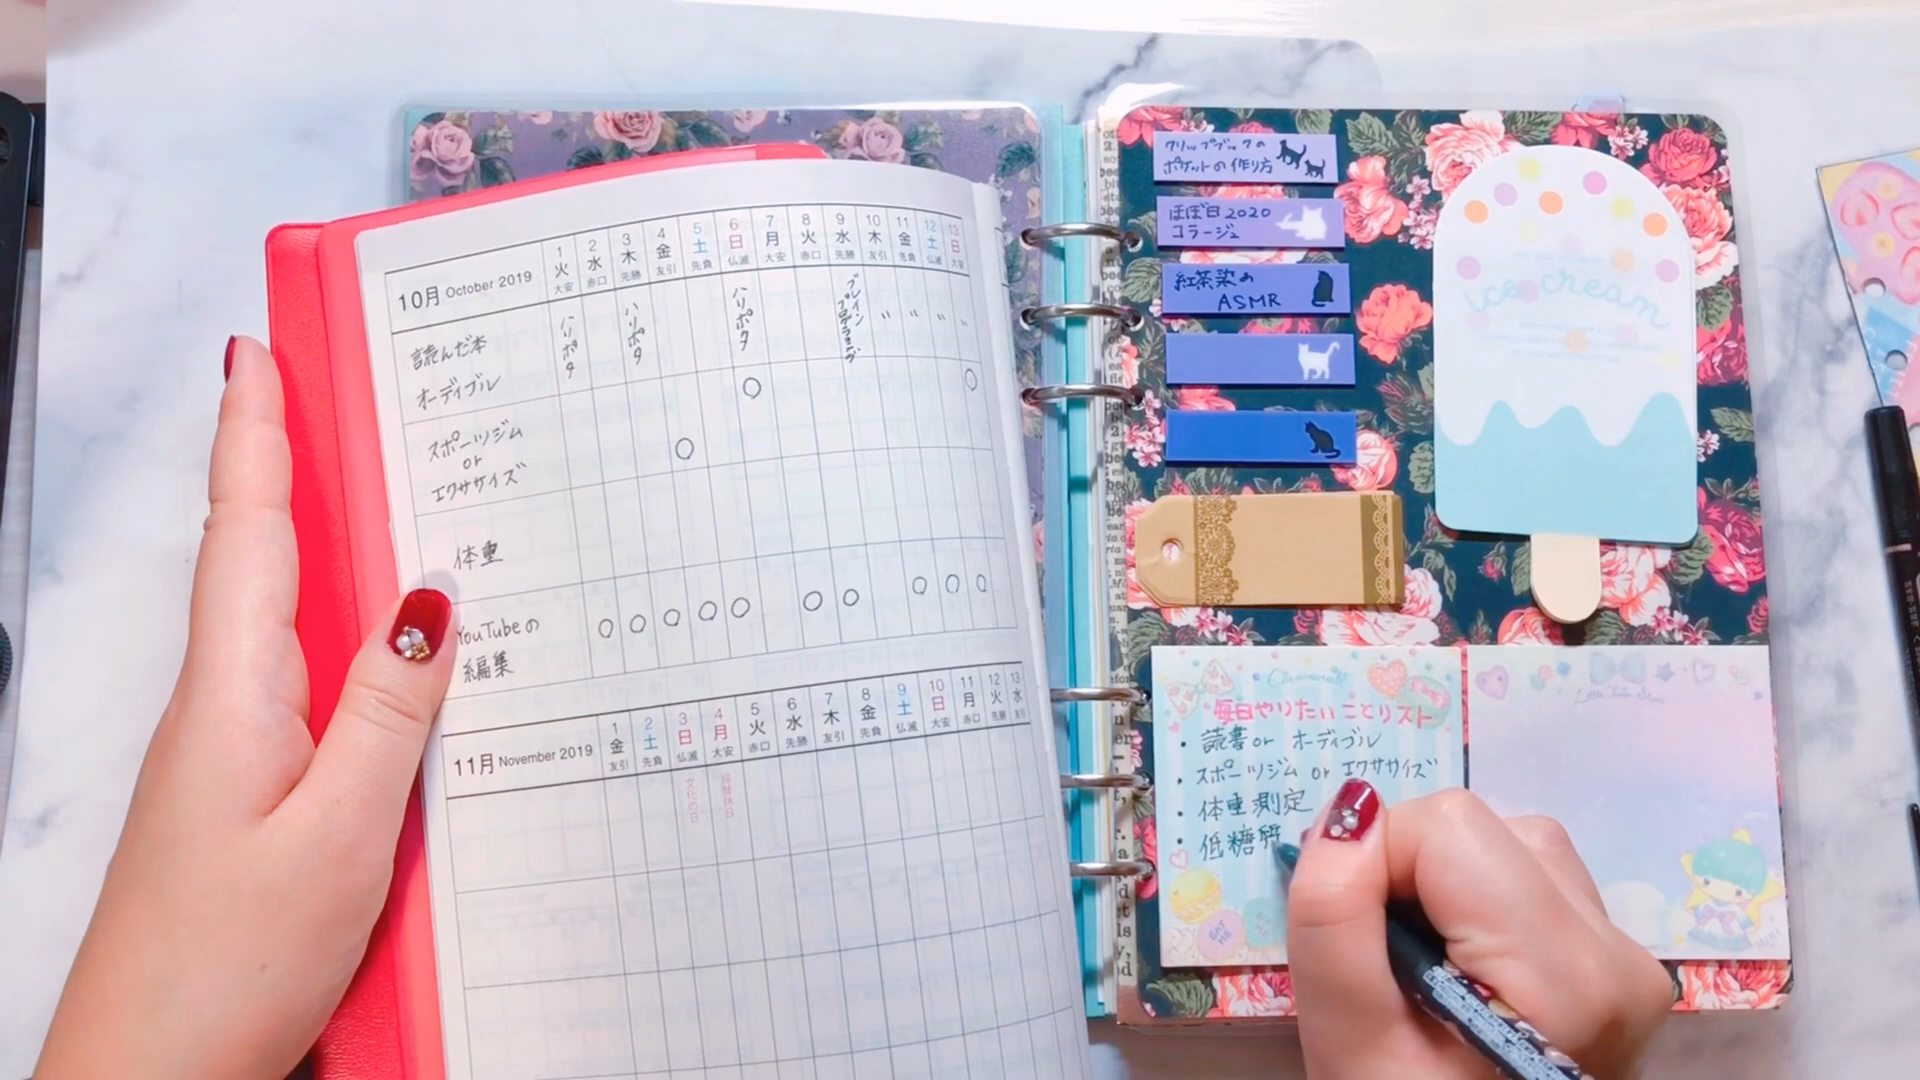 10月 October 2019
1 2 3 4 5 6 7 8 9 10 11 12 13
火 水 木 金 土 日 月 火 水 木 金 土 日
大安 赤口 先勝 友引 先負 仏滅 大安 赤口 先勝 友引 先負 仏滅 大安
読んだ本
オーディブル
ハリポタ
ハリポタ
ハリポタ
ブレイン
プログラミング
〃 〃 〃 〃
スポーツジム
or
エクササイズ
体重
YouTubeの
編集
11月 November 2019
1 2 3 4 5 6 7 8 9 10 11 12 13
金 土 日 月 火 水 木 金 土 日 月 火 水
友引 先負 仏滅 大安 赤口 先勝 友引 先負 仏滅 大安 赤口 先勝 友引
文化の日
振替休日
クリップブックの
ポケットの作り方
ほぼ日2020
コラージュ
紅茶染の
ASMR
ice cream
Cinnamoroll
毎日やりたいことリスト
・読書or オーディブル
・スポーツジム or エクササイズ
・体重測定
・低糖質
EAT
ME
Little Twin Stars
KIKI